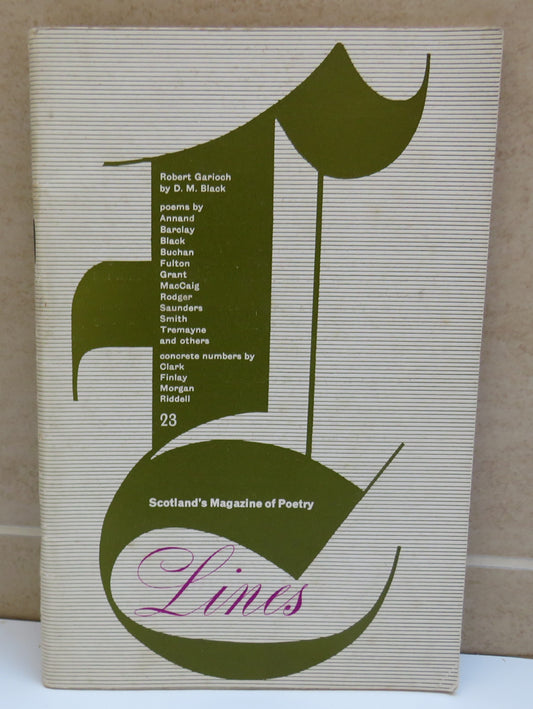 Robert Garioch
by D. M. Black
poems by
Annand
Barclay
Black
Buchan
Fulton
Grant
MacCaig
Rodger
Saunders
Smith
Tremayne
and others
concrete numbers by
Clark
Finlay
Morgan
Riddell
23
Scotland's Magazine of Poetry
Lines